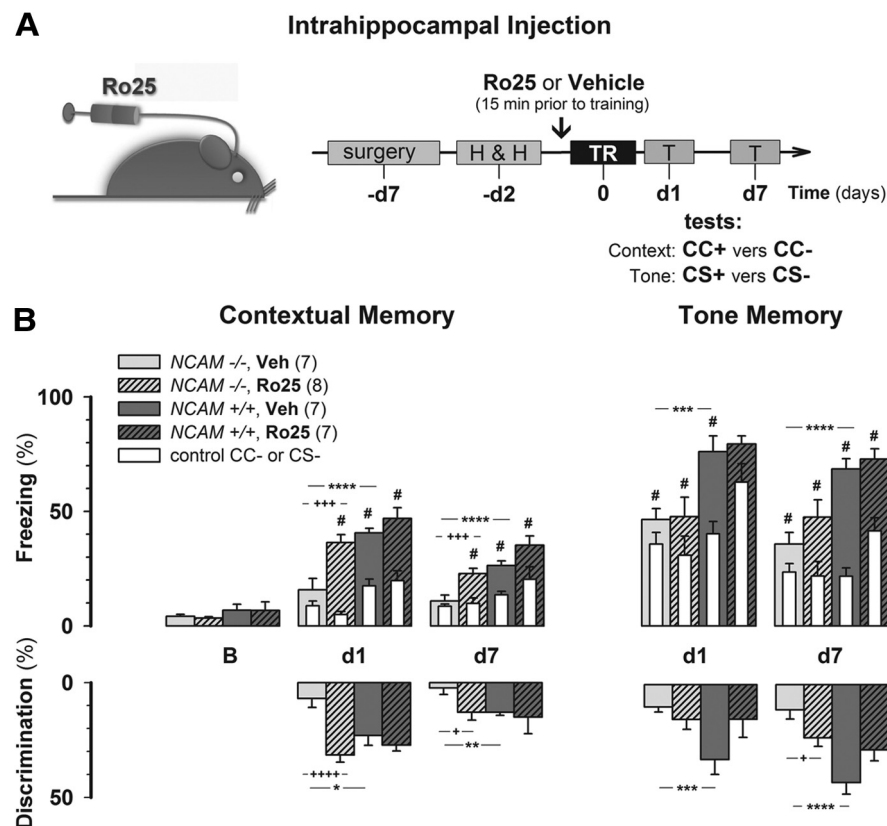 A
Intrahippocampal Injection
Ro25
Ro25 or Vehicle
(15 min prior to training)
surgery
H & H
TR
T
T
-d7
-d2
0
d1
d7
Time (days)
tests:
Context: CC+ vers CC-
Tone: CS+ vers CS-
B
Contextual Memory
Tone Memory
NCAM -/-, Veh (7)
NCAM -/-, Ro25 (8)
NCAM +/+, Veh (7)
NCAM +/+, Ro25 (7)
control CC- or CS-
Freezing (%)
100
50
0
****
+++
# # #
****
+++
# # #
***
# # #
****
# # # #
B
d1
d7
d1
d7
Discrimination (%)
0
50
++++
*
+
**
***
+
****